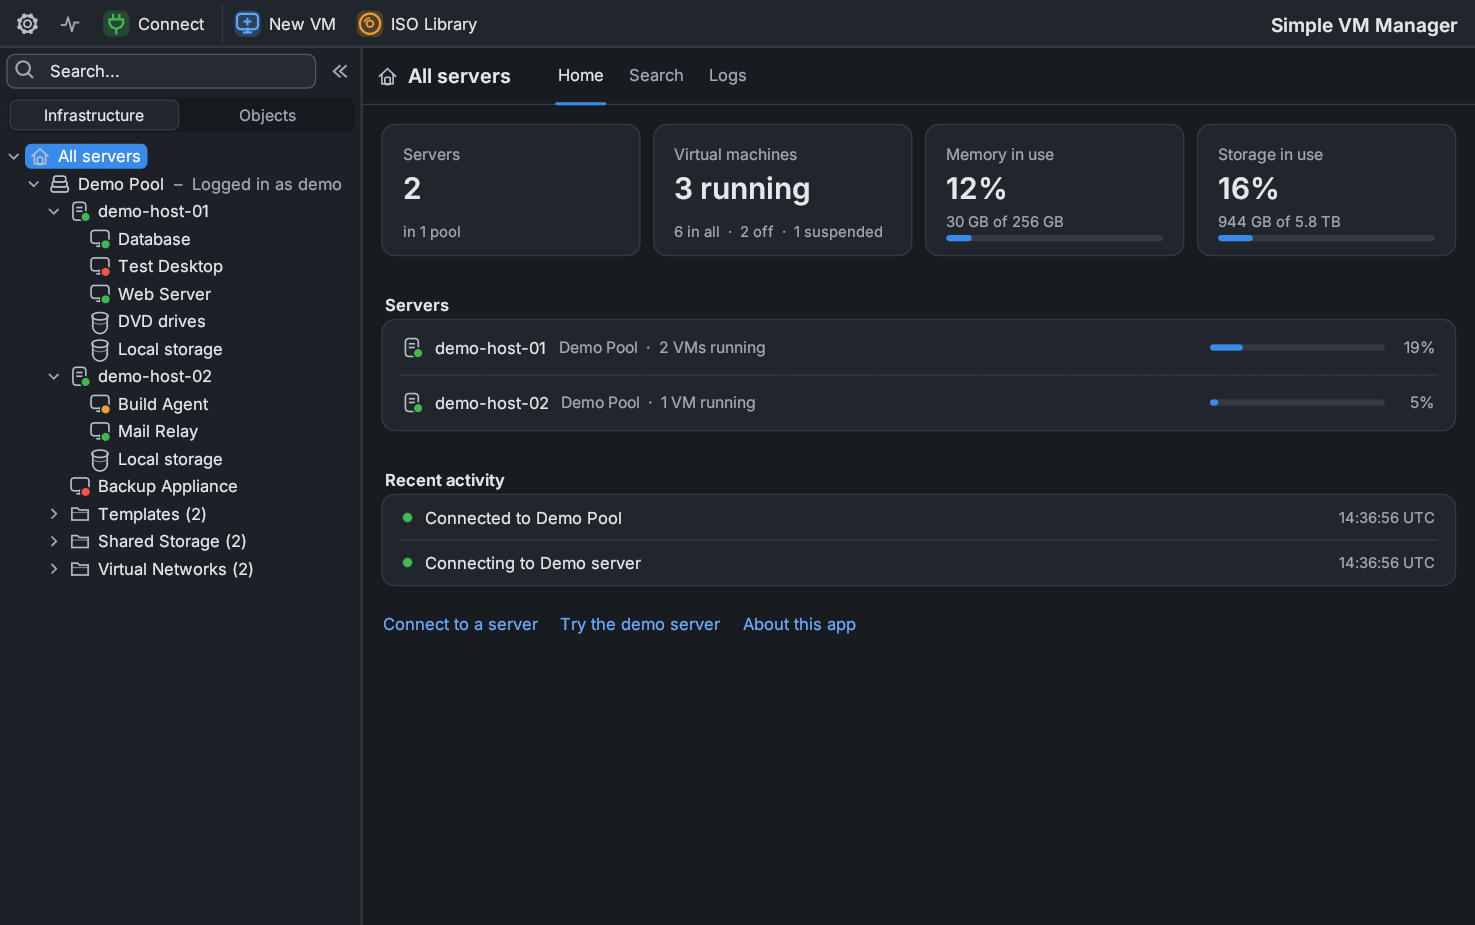 Connect
New VM
ISO Library
Simple VM Manager
Search...
Infrastructure
Objects
All servers
Demo Pool – Logged in as demo
demo-host-01
Database
Test Desktop
Web Server
DVD drives
Local storage
demo-host-02
Build Agent
Mail Relay
Local storage
Backup Appliance
Templates (2)
Shared Storage (2)
Virtual Networks (2)
All servers
Home
Search
Logs
Servers
2
in 1 pool
Virtual machines
3 running
6 in all · 2 off · 1 suspended
Memory in use
12%
30 GB of 256 GB
Storage in use
16%
944 GB of 5.8 TB
Servers
demo-host-01 Demo Pool · 2 VMs running 19%
demo-host-02 Demo Pool · 1 VM running 5%
Recent activity
Connected to Demo Pool 14:36:56 UTC
Connecting to Demo server 14:36:56 UTC
Connect to a server
Try the demo server
About this app